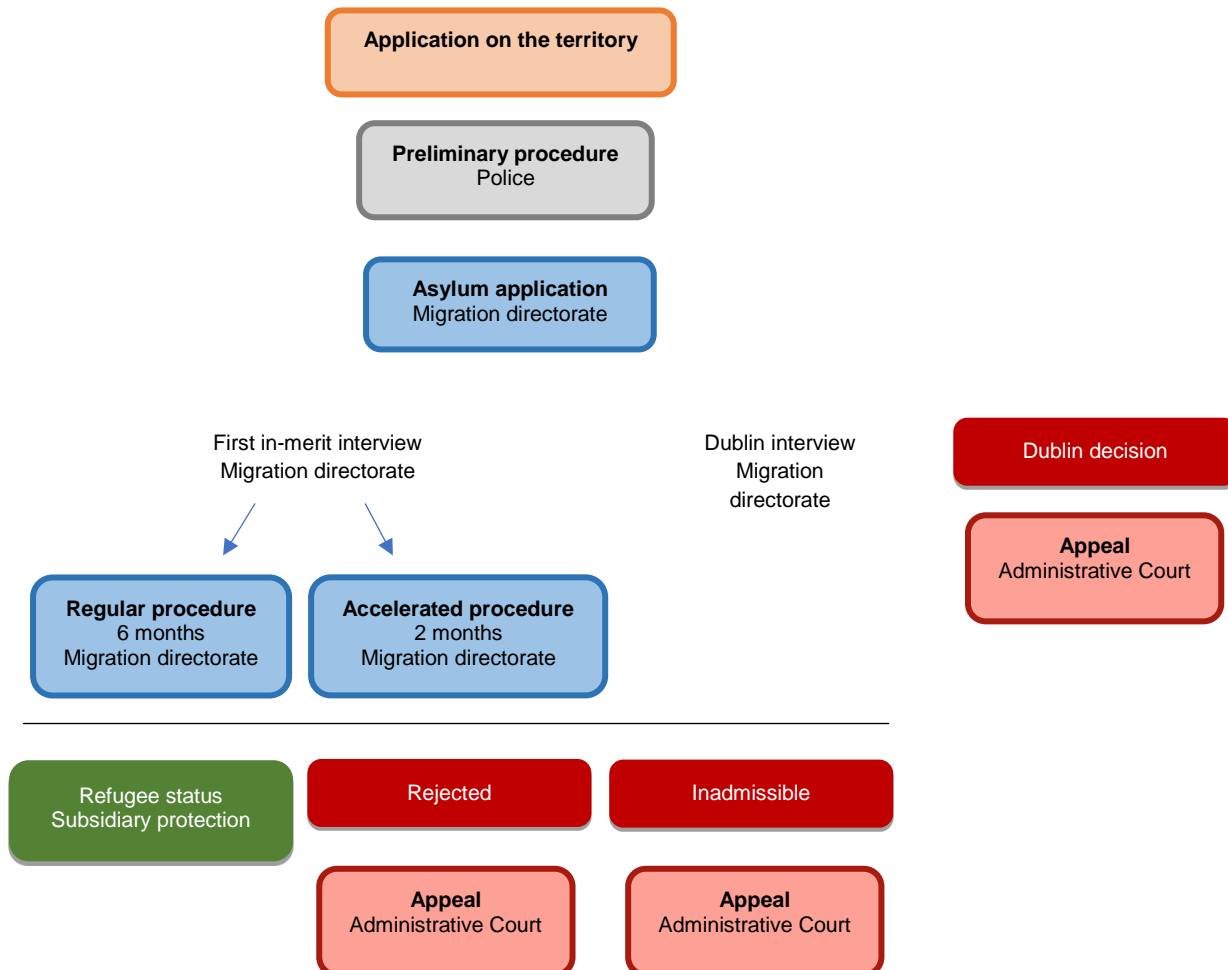 Application on the territory
Preliminary procedure
Police
Asylum application
Migration directorate
First in-merit interview
Migration directorate
Dublin interview
Migration
directorate
Dublin decision
Appeal
Administrative Court
Regular procedure
6 months
Migration directorate
Accelerated procedure
2 months
Migration directorate
Refugee status
Subsidiary protection
Rejected
Inadmissible
Appeal
Administrative Court
Appeal
Administrative Court